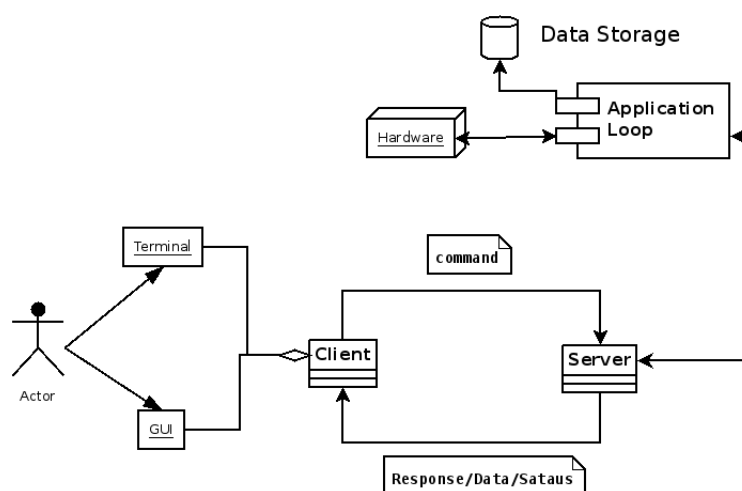 Data Storage
Application
Loop
Hardware
Terminal
command
Client
Server
Actor
GUI
Response/Data/Sataus